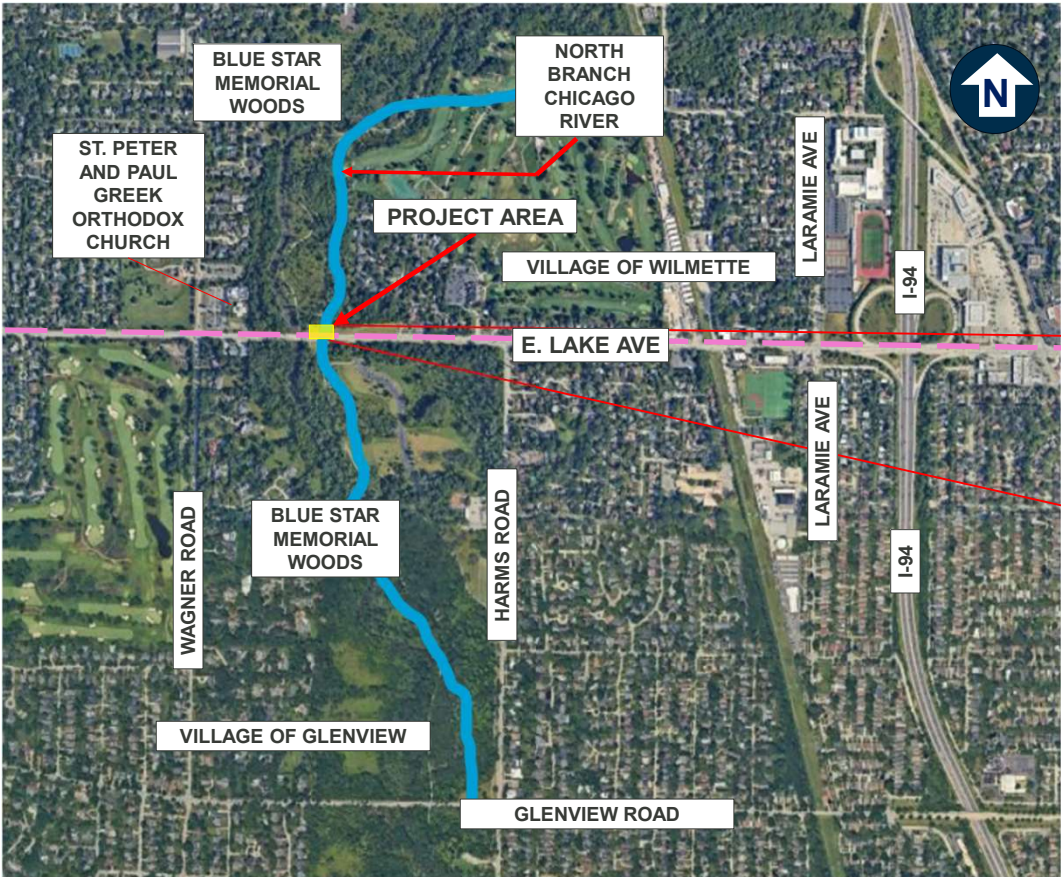 BLUE STAR
MEMORIAL
WOODS
NORTH
BRANCH
CHICAGO
RIVER
N
ST. PETER
AND PAUL
GREEK
ORTHODOX
CHURCH
LARAMIE AVE
PROJECT AREA
VILLAGE OF WILMETTE
I-94
E. LAKE AVE
LARAMIE AVE
BLUE STAR
MEMORIAL
WOODS
WAGNER ROAD
HARMS ROAD
I-94
VILLAGE OF GLENVIEW
GLENVIEW ROAD